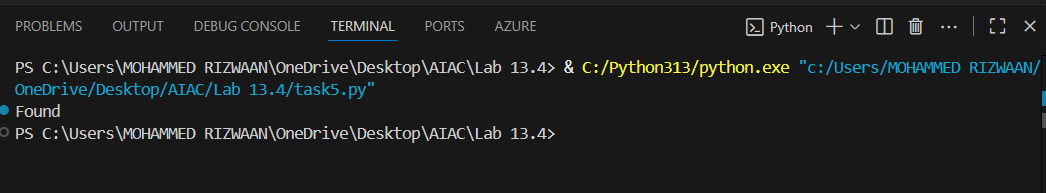 PROBLEMS OUTPUT DEBUG CONSOLE TERMINAL PORTS AZURE Python
PS C:\Users\MOHAMMED RIZWAAN\OneDrive\Desktop\AIAC\Lab 13.4> & C:/Python313/python.exe "c:/Users/MOHAMMED RIZWAAN/
OneDrive/Desktop/AIAC/Lab 13.4/task5.py"
Found
PS C:\Users\MOHAMMED RIZWAAN\OneDrive\Desktop\AIAC\Lab 13.4>